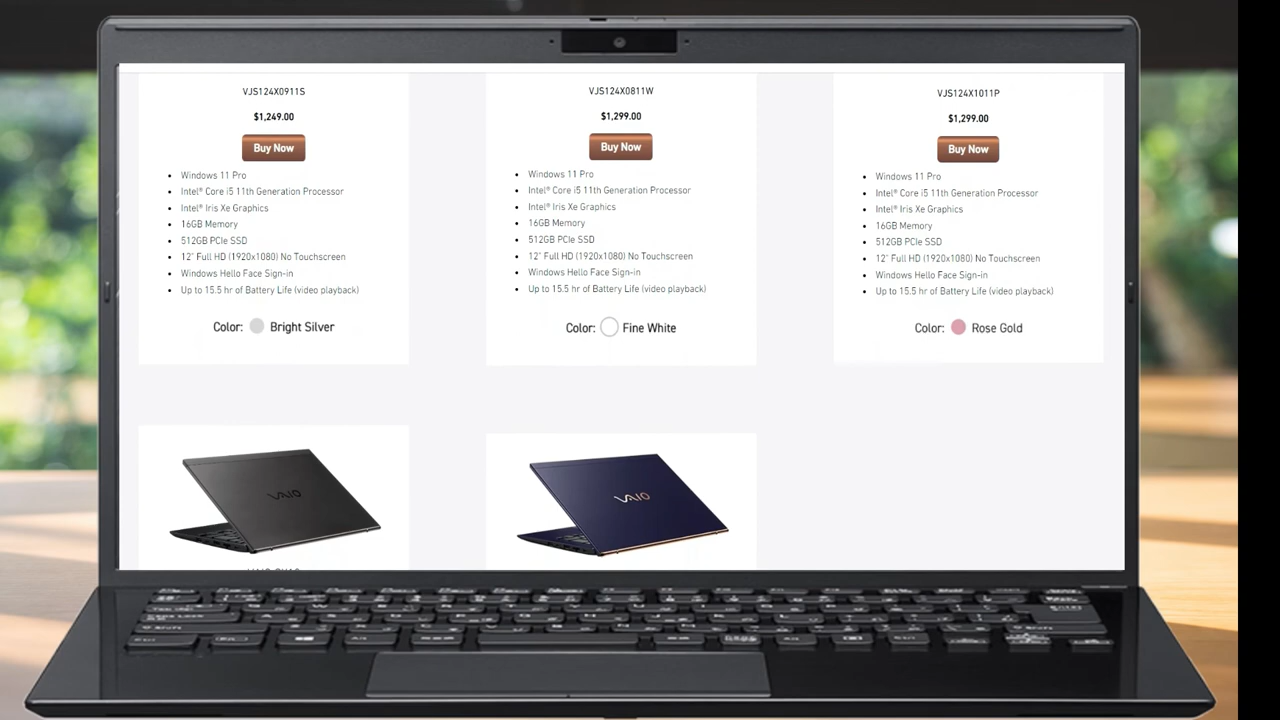 VJS124X0911S
$1,249.00
Buy Now
Windows 11 Pro
Intel® Core i5 11th Generation Processor
Intel® Iris Xe Graphics
16GB Memory
512GB PCIe SSD
12" Full HD (1920x1080) No Touchscreen
Windows Hello Face Sign-in
Up to 15.5 hr of Battery Life (video playback)
Color: Bright Silver
VJS124X0811W
$1,299.00
Buy Now
Windows 11 Pro
Intel® Core i5 11th Generation Processor
Intel® Iris Xe Graphics
16GB Memory
512GB PCIe SSD
12" Full HD (1920x1080) No Touchscreen
Windows Hello Face Sign-in
Up to 15.5 hr of Battery Life (video playback)
Color: Fine White
VJS124X1011P
$1,299.00
Buy Now
Windows 11 Pro
Intel® Core i5 11th Generation Processor
Intel® Iris Xe Graphics
16GB Memory
512GB PCIe SSD
12" Full HD (1920x1080) No Touchscreen
Windows Hello Face Sign-in
Up to 15.5 hr of Battery Life (video playback)
Color: Rose Gold
VAIO
VAIO